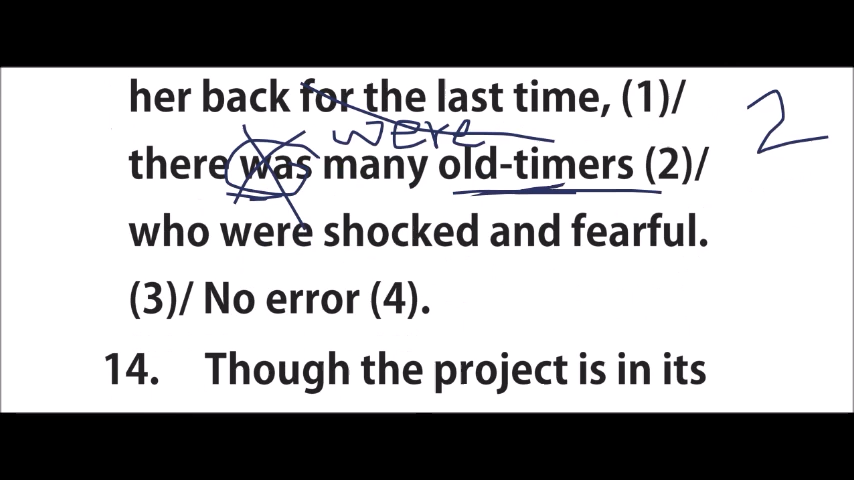 her back for the last time, (1)/
were
2
there was many old-timers (2)/
who were shocked and fearful.
(3)/ No error (4).
14. Though the project is in its